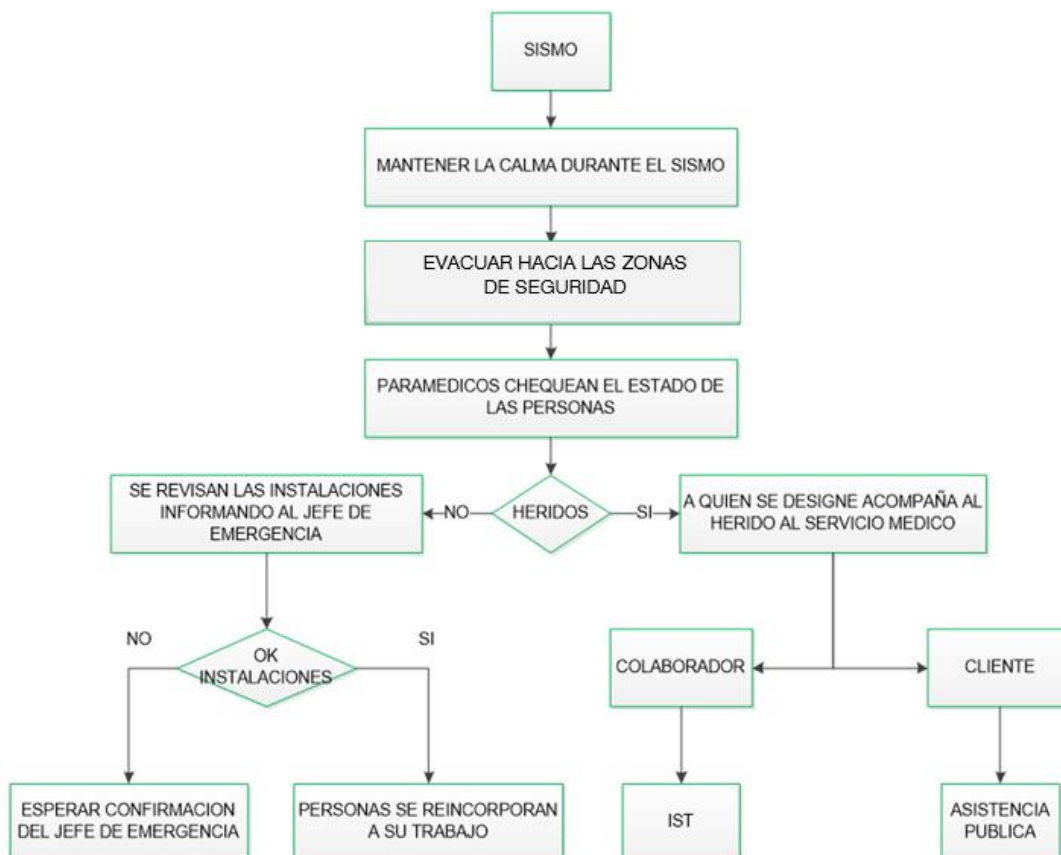 SISMO
MANTENER LA CALMA DURANTE EL SISMO
EVACUAR HACIA LAS ZONAS
DE SEGURIDAD
PARAMEDICOS CHEQUEAN EL ESTADO DE
LAS PERSONAS
SE REVISAN LAS INSTALACIONES
INFORMANDO AL JEFE DE
EMERGENCIA
NO
HERIDOS
SI
A QUIEN SE DESIGNE ACOMPAÑA AL
HERIDO AL SERVICIO MEDICO
NO
OK
INSTALACIONES
SI
COLABORADOR
CLIENTE
ESPERAR CONFIRMACION
DEL JEFE DE EMERGENCIA
PERSONAS SE REINCORPORAN
A SU TRABAJO
IST
ASISTENCIA
PUBLICA